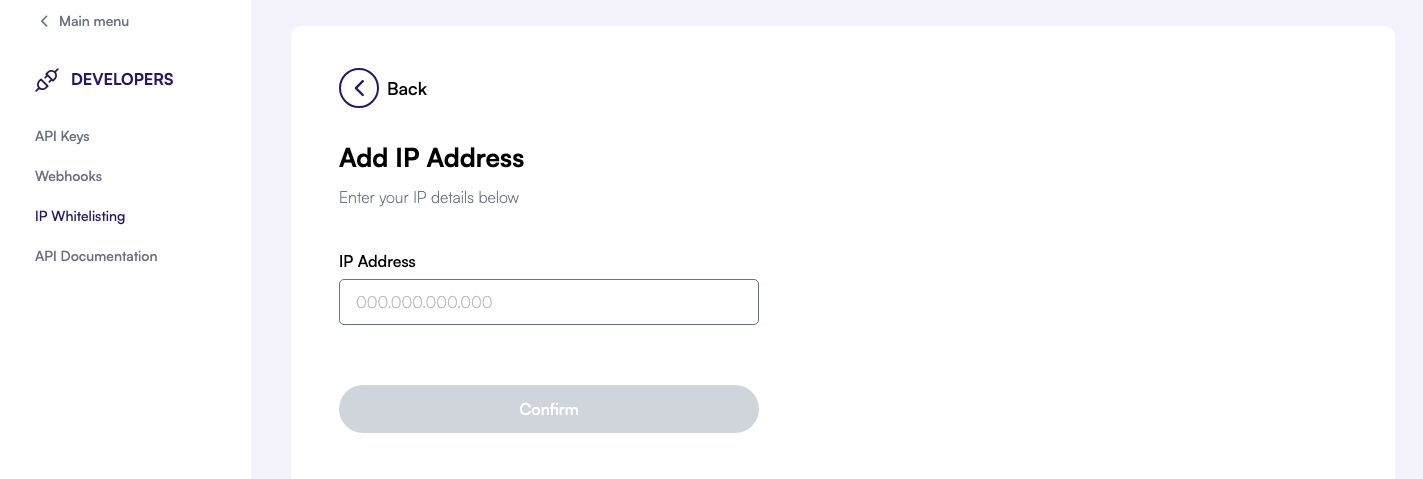 Main menu
DEVELOPERS
API Keys
Webhooks
IP Whitelisting
API Documentation
Back
Add IP Address
Enter your IP details below
IP Address
000.000.000.000
Confirm